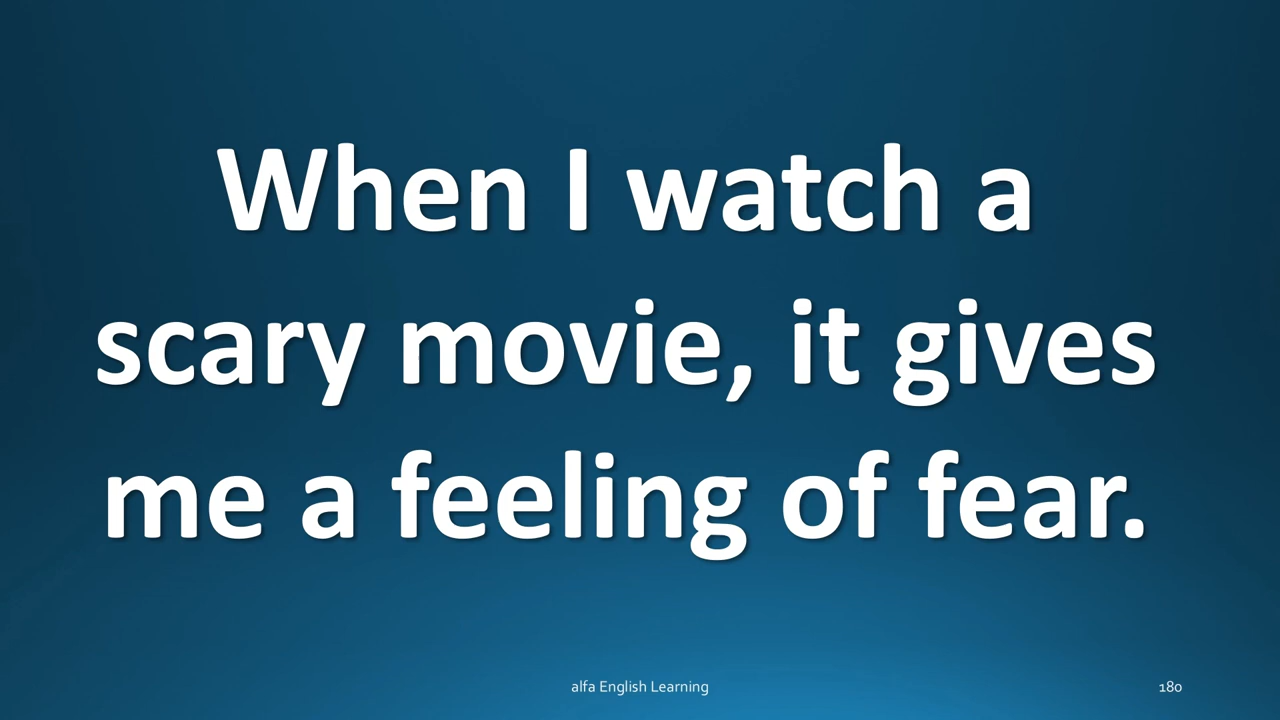 When I watch a
scary movie, it gives
me a feeling of fear.
alfa English Learning
180